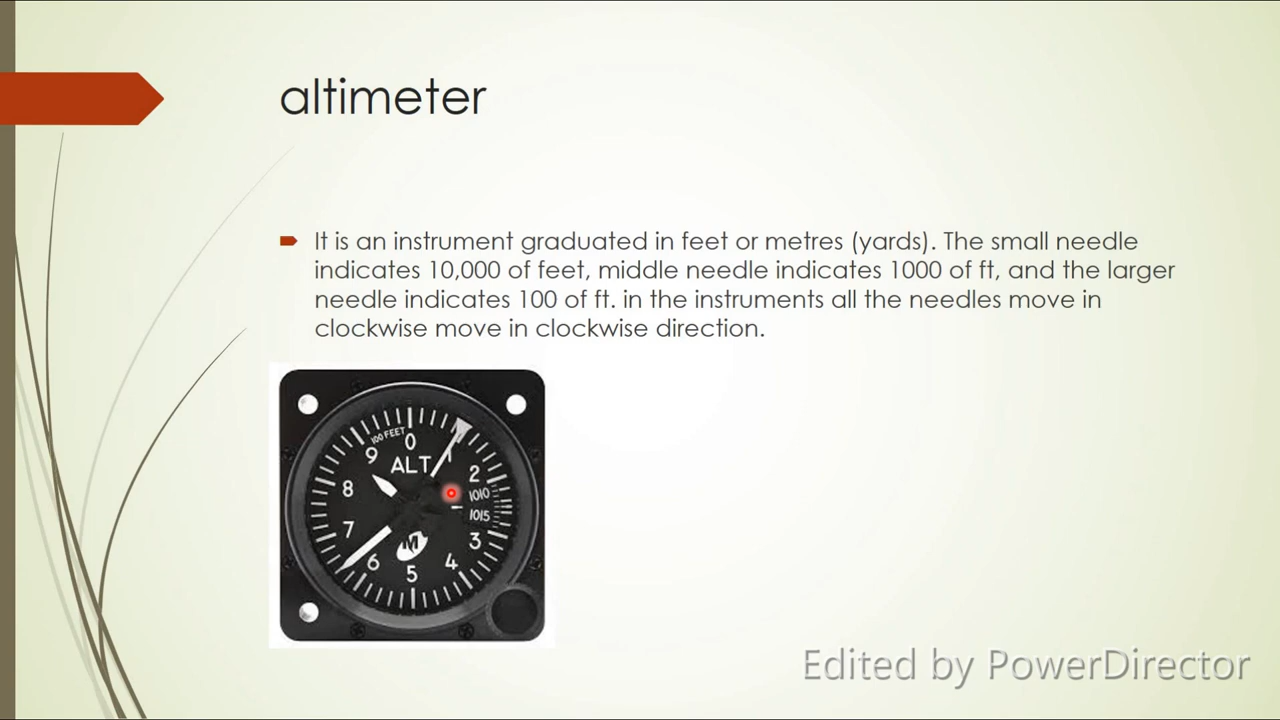 altimeter
It is an instrument graduated in feet or metres (yards). The small needle
indicates 10,000 of feet, middle needle indicates 1000 of ft, and the larger
needle indicates 100 of ft. in the instruments all the needles move in
clockwise move in clockwise direction.
100 FEET
0
9
ALT
1
2
8
1010
1015
7
3
M
6
4
5
Edited by PowerDirector